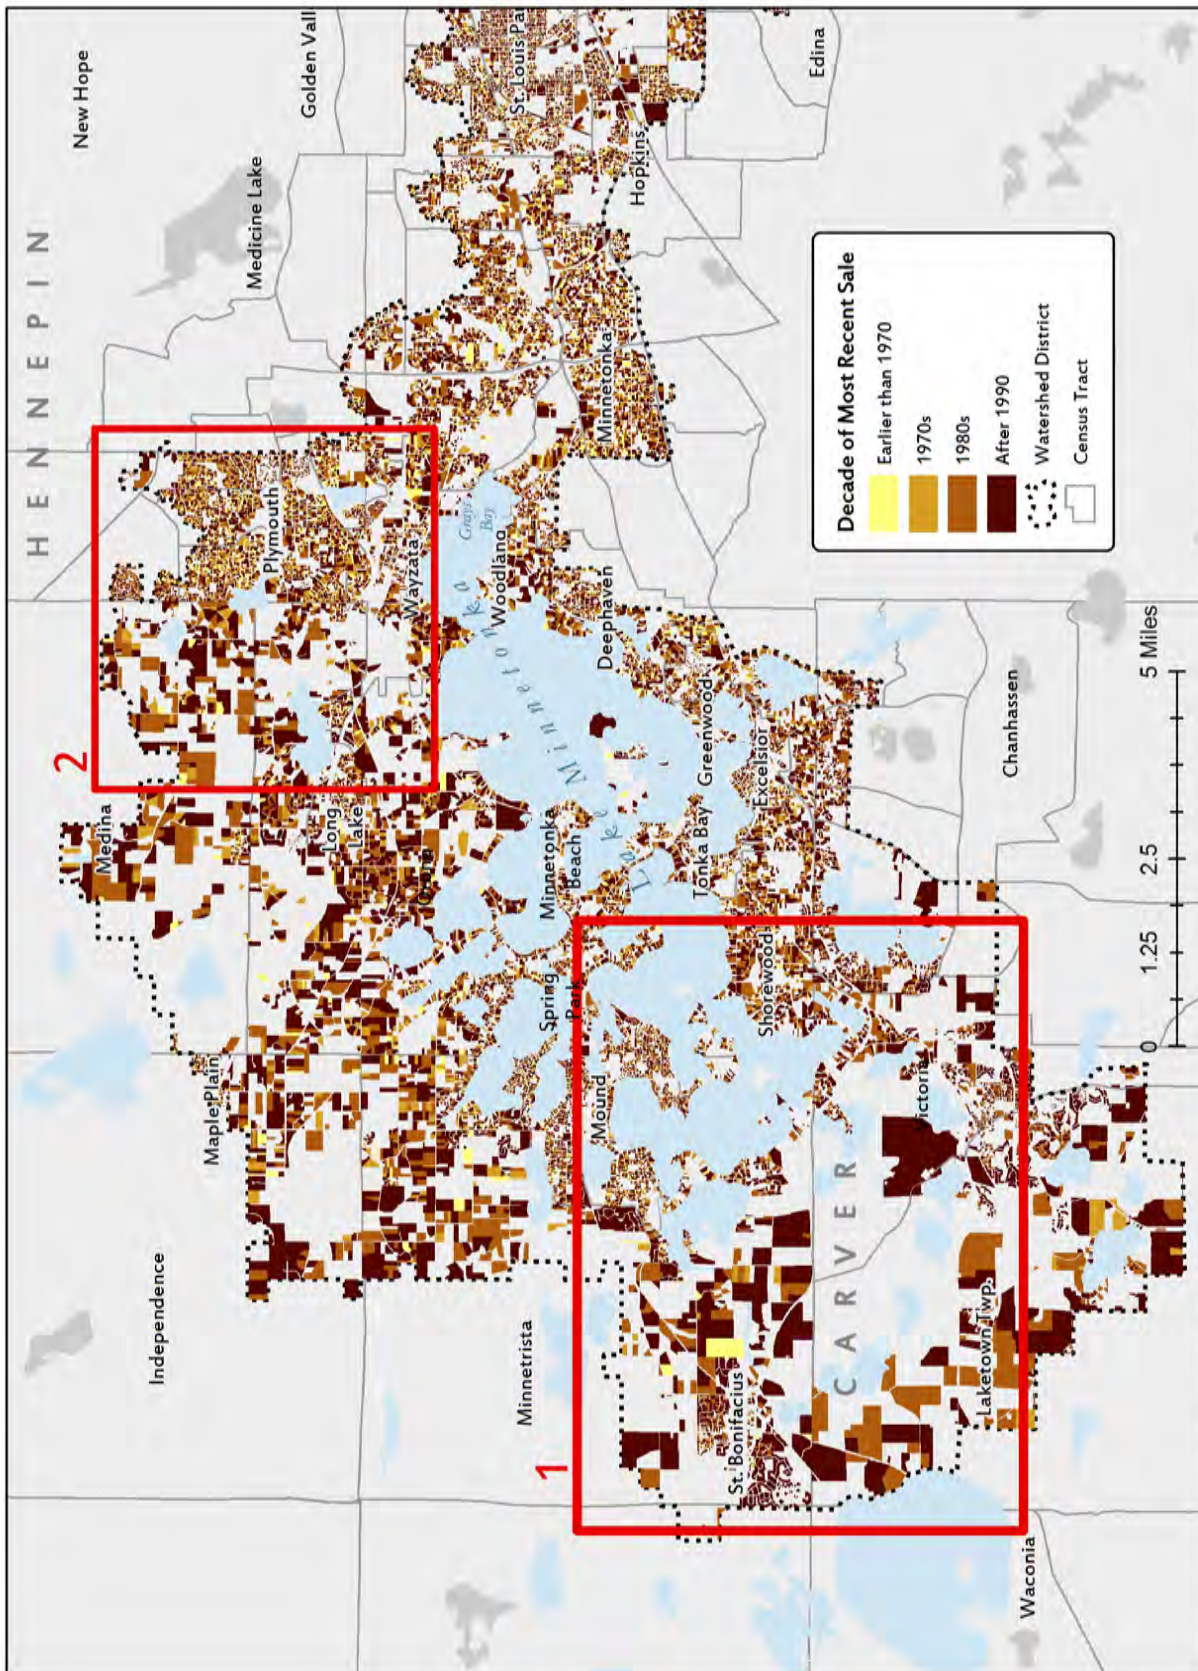 HENNEPIN
New Hope
Golden Vall
Medicine Lake
St. Louis Par
Edina
Hopkins
Minnetonka
2
Plymouth
Wayzata
Grays
Bay
Woodland
Deephaven
Medina
Long
Lake
Orono
Minnetonka
Beach
Lake Minnetonka
Greenwood
Excelsior
Tonka Bay
Chanhassen
Maple Plain
Independence
Minnetrista
Spring
Park
Mound
Shorewood
1
St. Bonifacius
CARVER
Victoria
Laketown Twp.
Waconia
Decade of Most Recent Sale
Earlier than 1970
1970s
1980s
After 1990
Watershed District
Census Tract
0 1.25 2.5 5 Miles